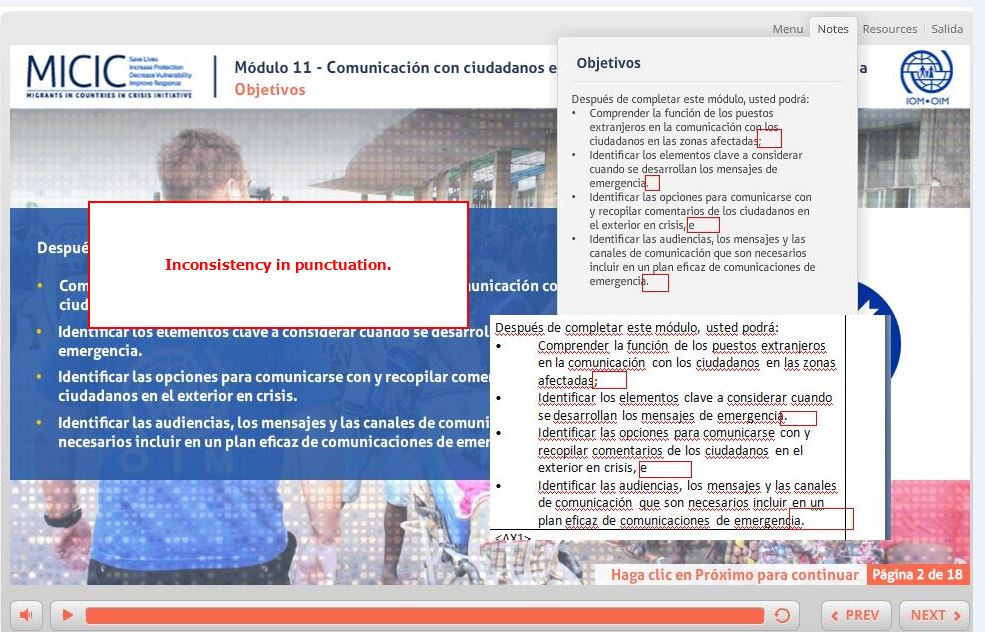 Menu Notes Resources Salida
MICIC
Save Lives
Increase Protection
Decrease Vulnerability
Improve Response
MIGRANTS IN COUNTRIES IN CRISIS INITIATIVE
Módulo 11 - Comunicación con ciudadanos e
a
Objetivos
IOM•OIM
Objetivos
Después de completar este módulo, usted podrá:
• Comprender la función de los puestos
extranjeros en la comunicación con los
ciudadanos en las zonas afectadas;
• Identificar los elementos clave a considerar
cuando se desarrollan los mensajes de
emergencia.
• Identificar las opciones para comunicarse con
y recopilar comentarios de los ciudadanos en
el exterior en crisis, e
• Identificar las audiencias, los mensajes y las
canales de comunicación que son necesarios
incluir en un plan eficaz de comunicaciones de
emergencia.
Inconsistency in punctuation.
Despué
• Com
unicación co
ciud
• Identificar los elementos clave a considerar cuando se desarrol
emergencia.
• Identificar las opciones para comunicarse con y recopilar come
ciudadanos en el exterior en crisis.
• Identificar las audiencias, los mensajes y las canales de comuni
necesarios incluir en un plan eficaz de comunicaciones de emer
OIM
Después de completar este módulo, usted podrá:
• Comprender la función de los puestos extranjeros
en la comunicación con los ciudadanos en las zonas
afectadas;
• Identificar los elementos clave a considerar cuando
se desarrollan los mensajes de emergencia.
• Identificar las opciones para comunicarse con y
recopilar comentarios de los ciudadanos en el
exterior en crisis, e
• Identificar las audiencias, los mensajes y las canales
de comunicación que son necesarios incluir en un
plan eficaz de comunicaciones de emergencia.
<AX1>
Haga clic en Próximo para continuar
Página 2 de 18
PREV
NEXT